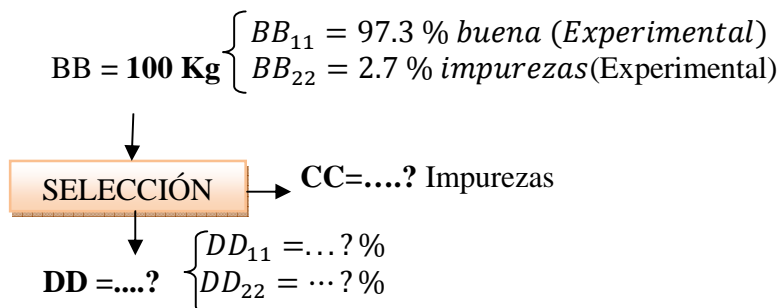 BB = 100 Kg
BB₁₁ = 97.3 % buena (Experimental)
BB₂₂ = 2.7 % impurezas(Experimental)
SELECCIÓN
CC=....? Impurezas
DD =....?
DD₁₁ =…? %
DD₂₂ = ⋯ ? %